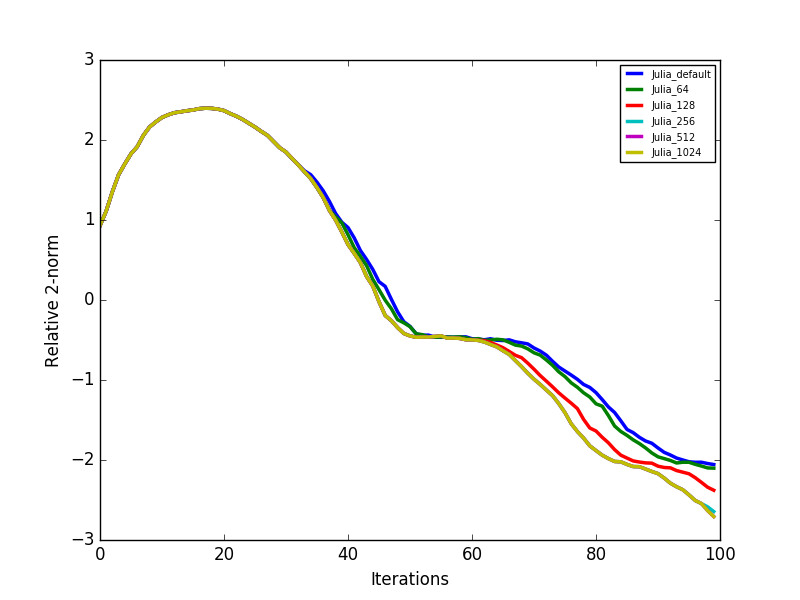 3
2
1
0
−1
−2
−3
Relative 2-norm
0
20
40
60
80
100
Iterations
Julia_default
Julia_64
Julia_128
Julia_256
Julia_512
Julia_1024